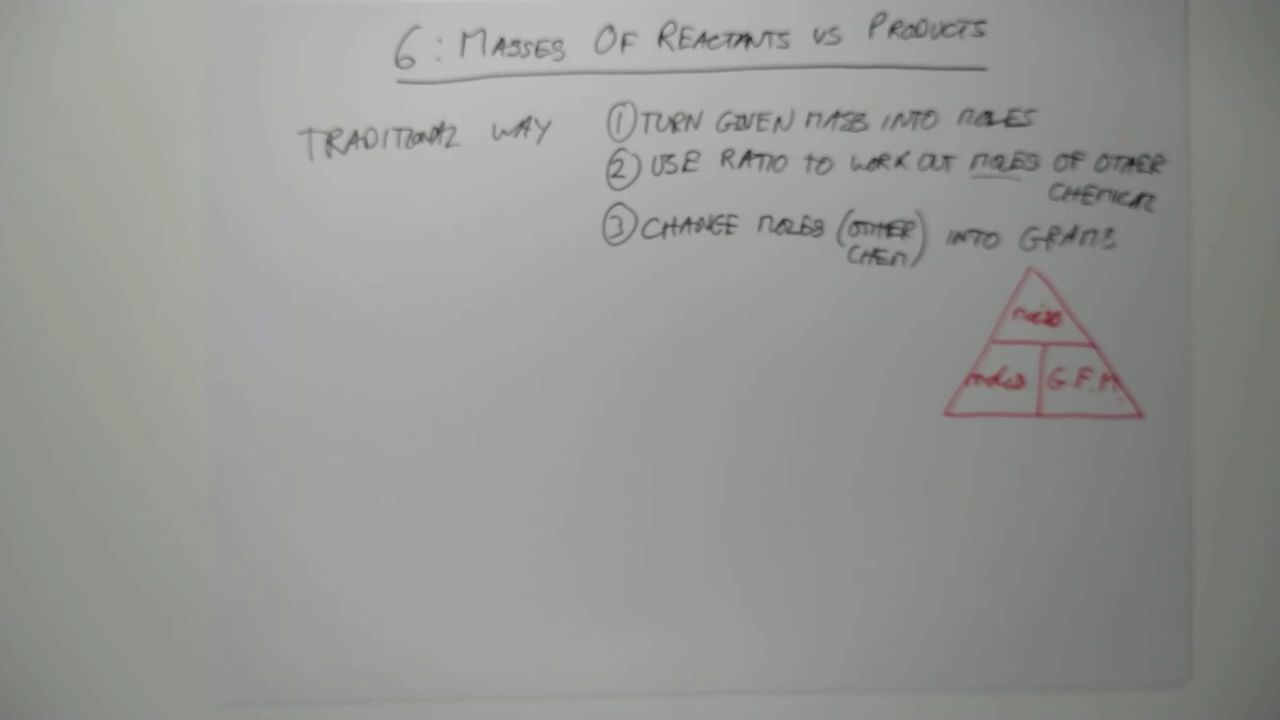 6: MASSES OF REACTANTS VS PRODUCTS
TRADITIONAL WAY
① TURN GIVEN MASS INTO MOLES
② USE RATIO TO WORK OUT MOLES OF OTHER
CHEMICAL
③ CHANGE MOLES (OTHER
CHEM) INTO GRAMS
mass
moles G.F.M.